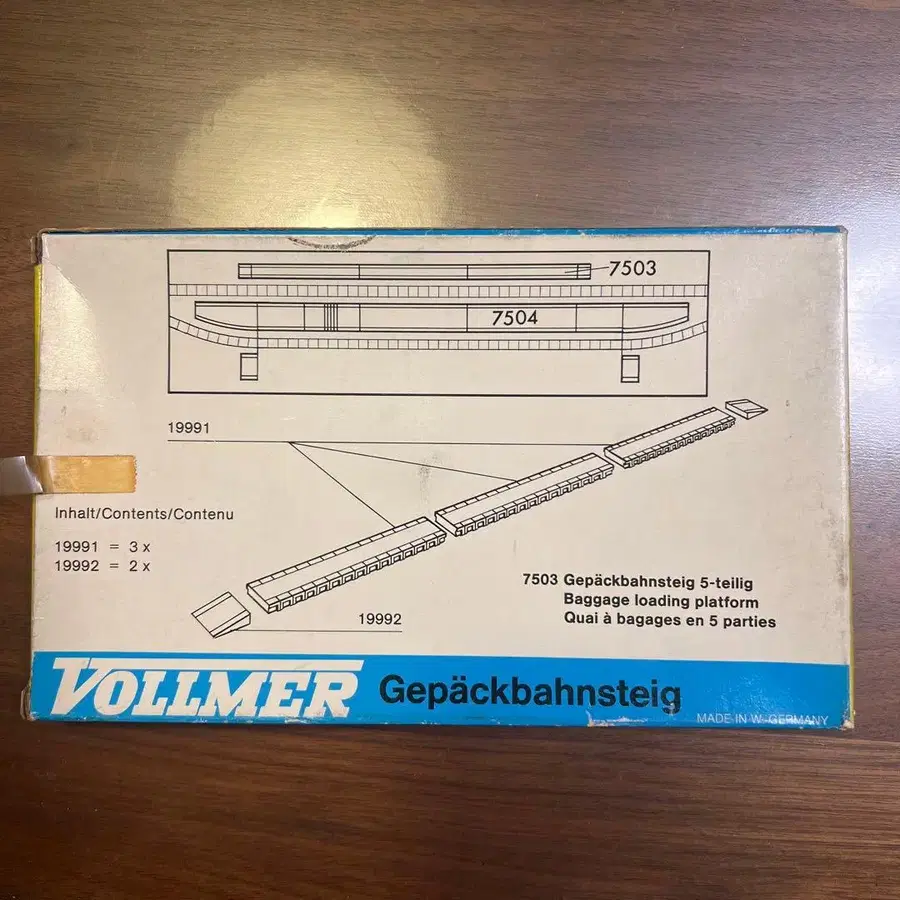 7503
7504
19991
Inhalt/Contents/Contenu
19991 = 3 x
19992 = 2 x
19992
7503 Gepäckbahnsteig 5-teilig
Baggage loading platform
Quai à bagages en 5 parties
VOLLMER Gepäckbahnsteig
MADE IN W.-GERMANY